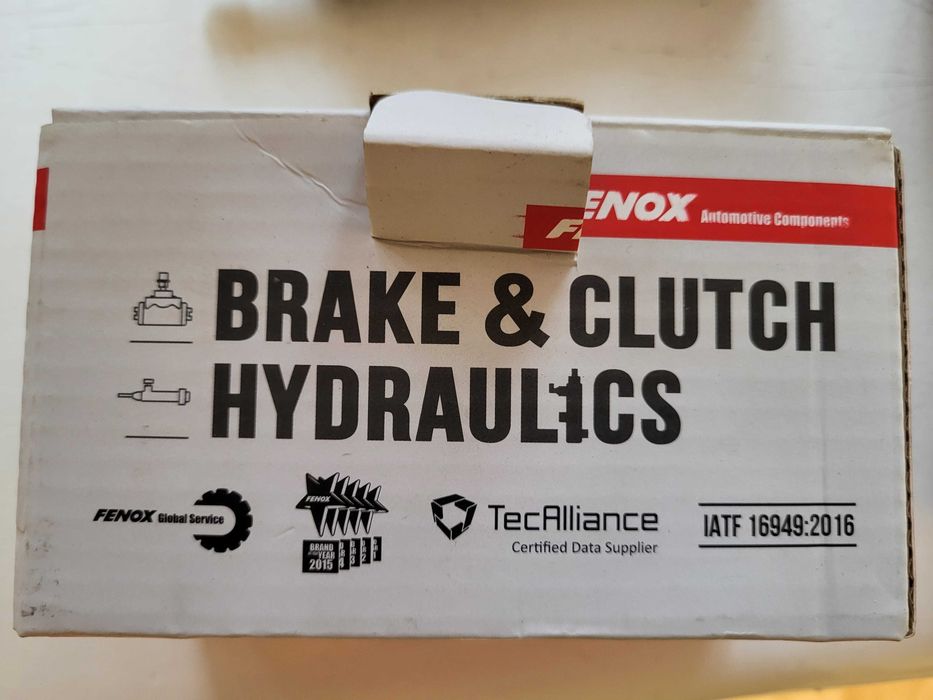 FENOX Automotive Components
BRAKE & CLUTCH
HYDRAULICS
FENOX Global Service
FENOX
BRAND
YEAR
2015
TecAlliance
Certified Data Supplier
IATF 16949:2016